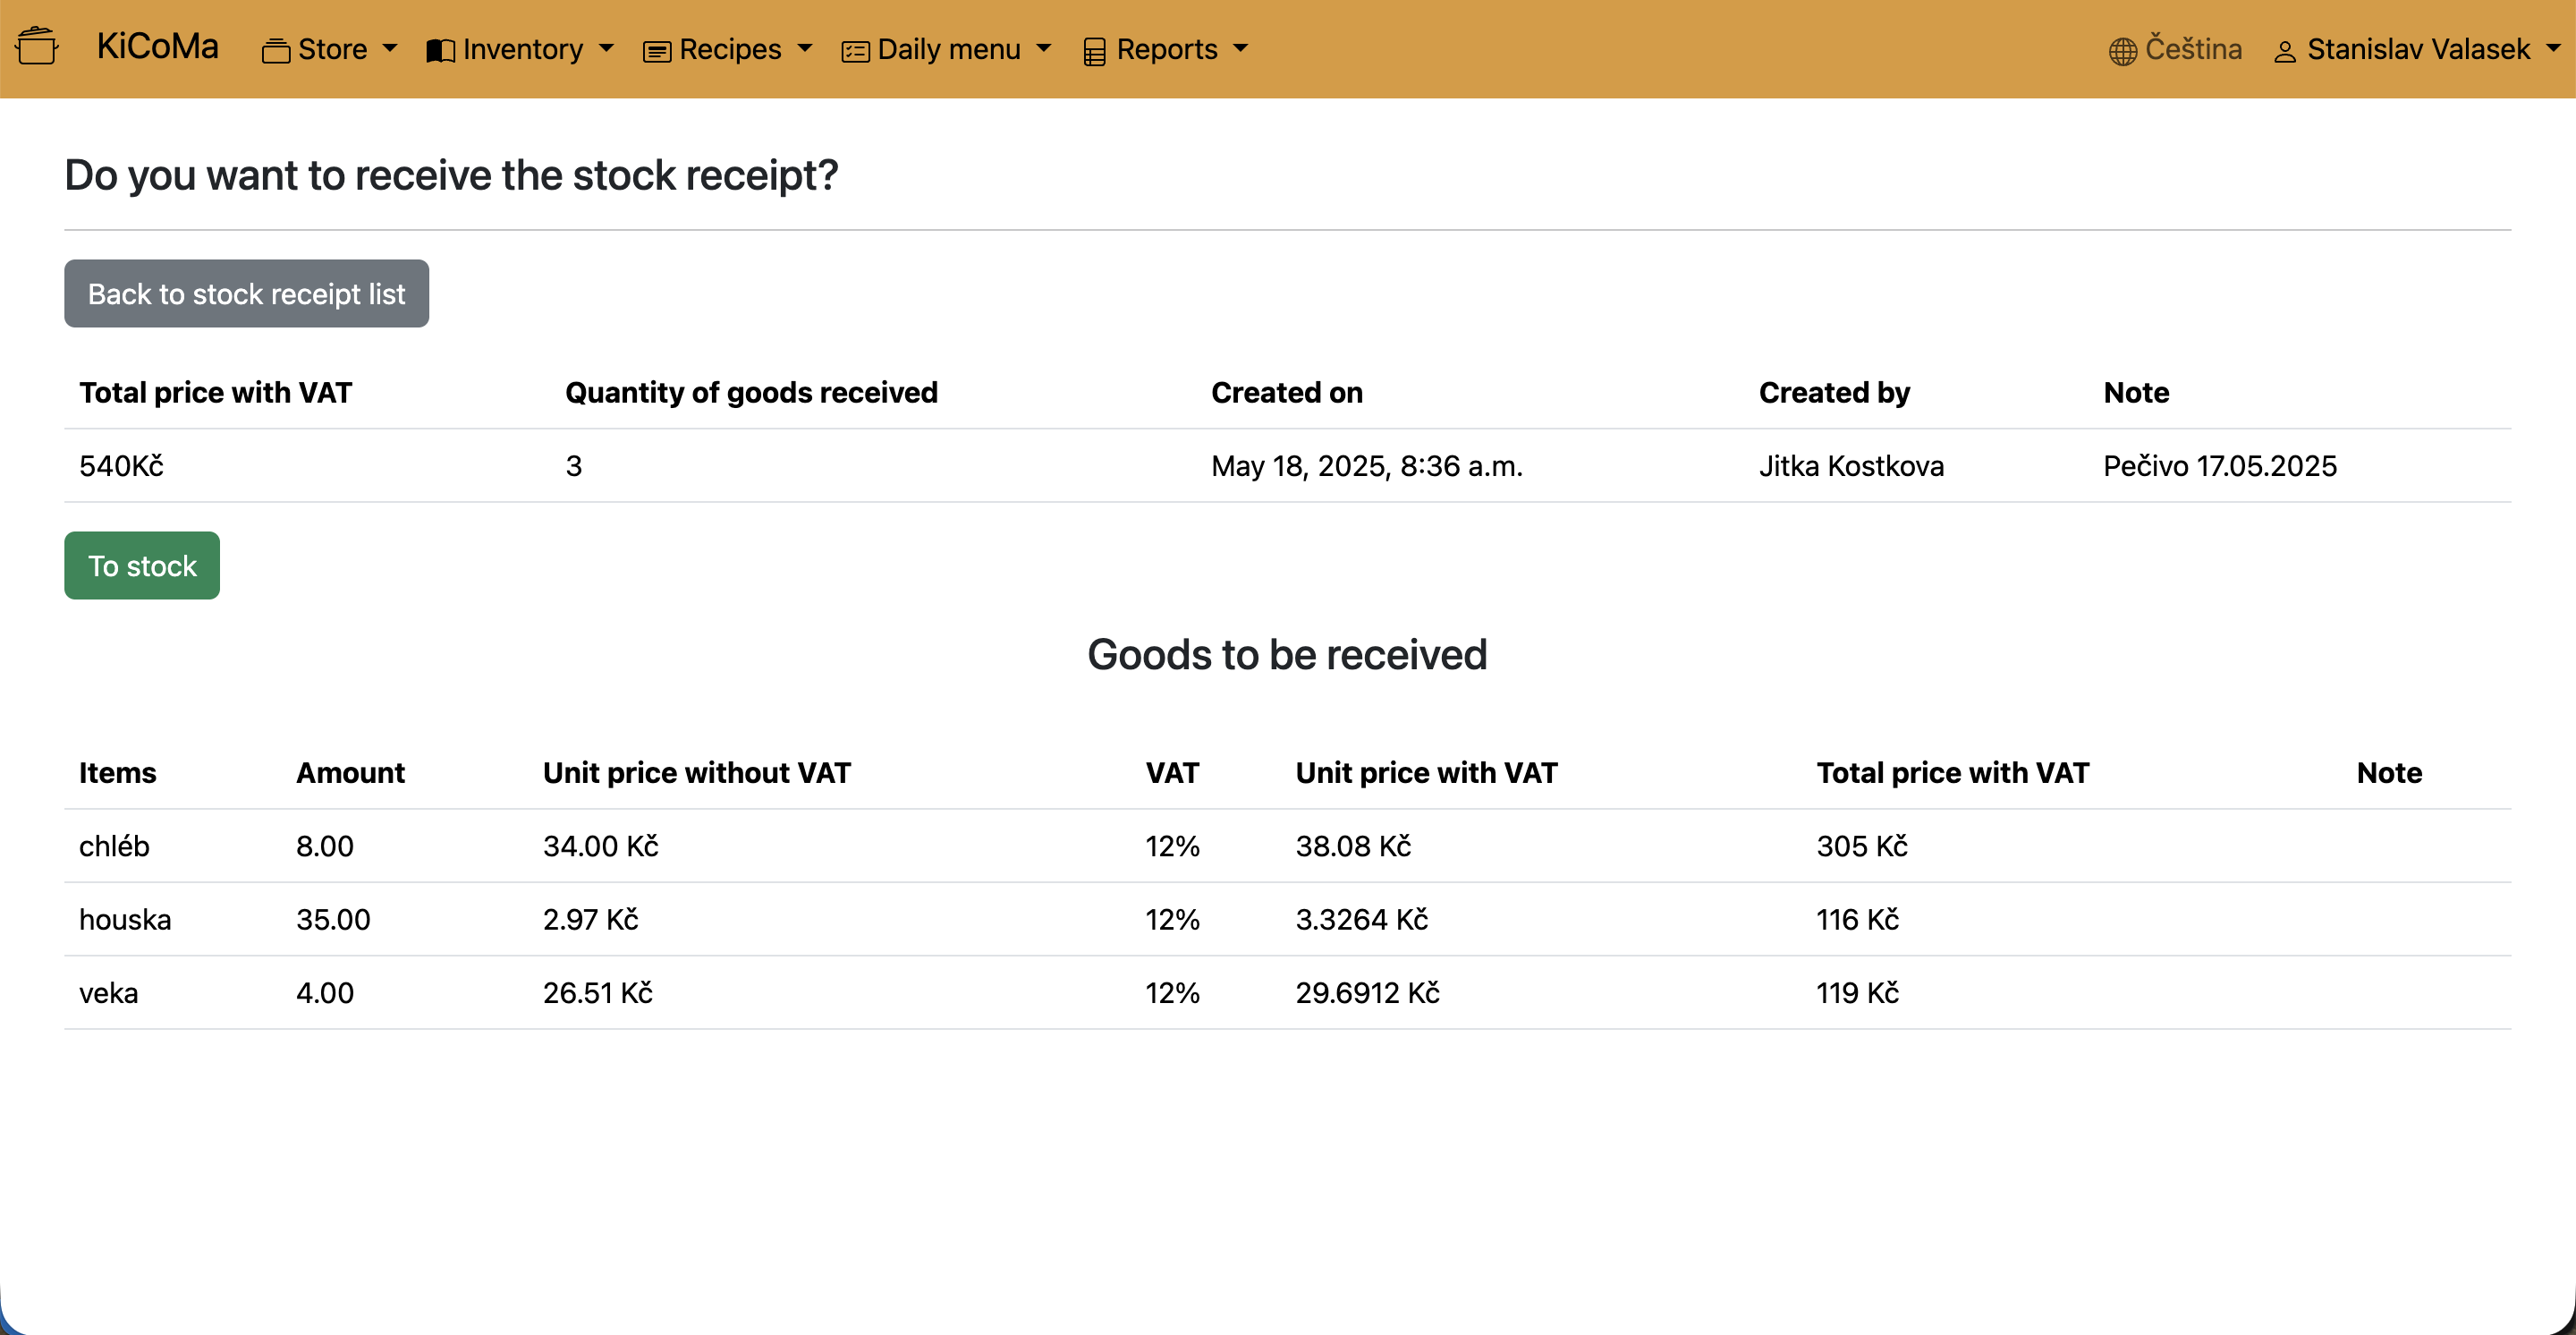 KiCoMa Store Inventory Recipes Daily menu Reports Čeština Stanislav Valasek
Do you want to receive the stock receipt?
Back to stock receipt list
Total price with VAT Quantity of goods received Created on Created by Note
540Kč 3 May 18, 2025, 8:36 a.m. Jitka Kostkova Pečivo 17.05.2025
To stock
Goods to be received
Items Amount Unit price without VAT VAT Unit price with VAT Total price with VAT Note
chléb 8.00 34.00 Kč 12% 38.08 Kč 305 Kč
houska 35.00 2.97 Kč 12% 3.3264 Kč 116 Kč
veka 4.00 26.51 Kč 12% 29.6912 Kč 119 Kč